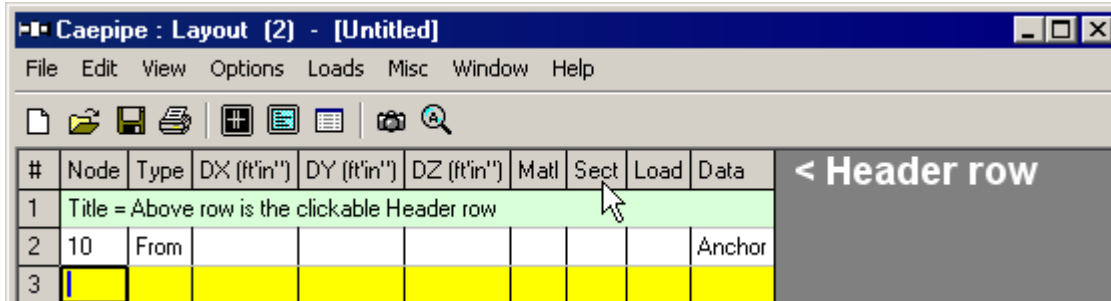 Caepipe : Layout (2) - [Untitled]
File Edit View Options Loads Misc Window Help
# Node Type DX (ft'in") DY (ft'in") DZ (ft'in") Matl Sect Load Data < Header row
1 Title = Above row is the clickable Header row
2 10 From Anchor
3